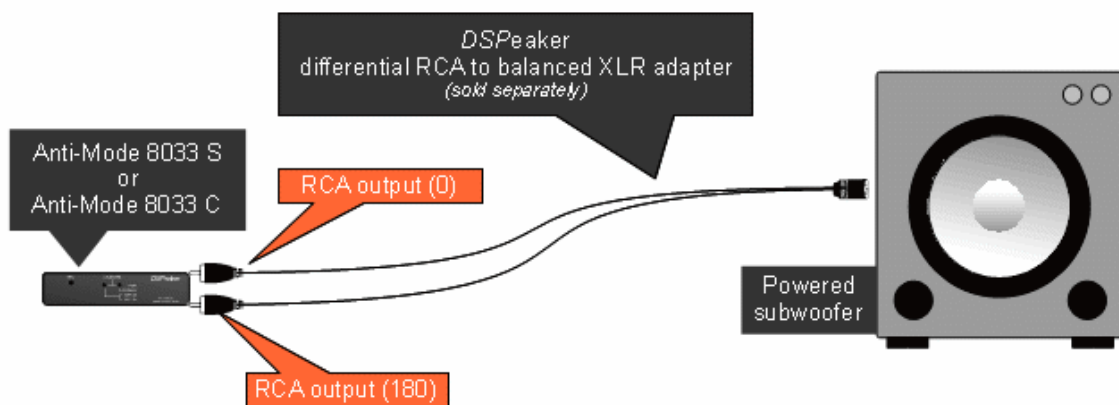 DSPeaker
differential RCA to balanced XLR adapter
(sold separately)
Anti-Mode 8033 S
or
Anti-Mode 8033 C
RCA output (0)
DSPeaker
Powered
subwoofer
RCA output (180)